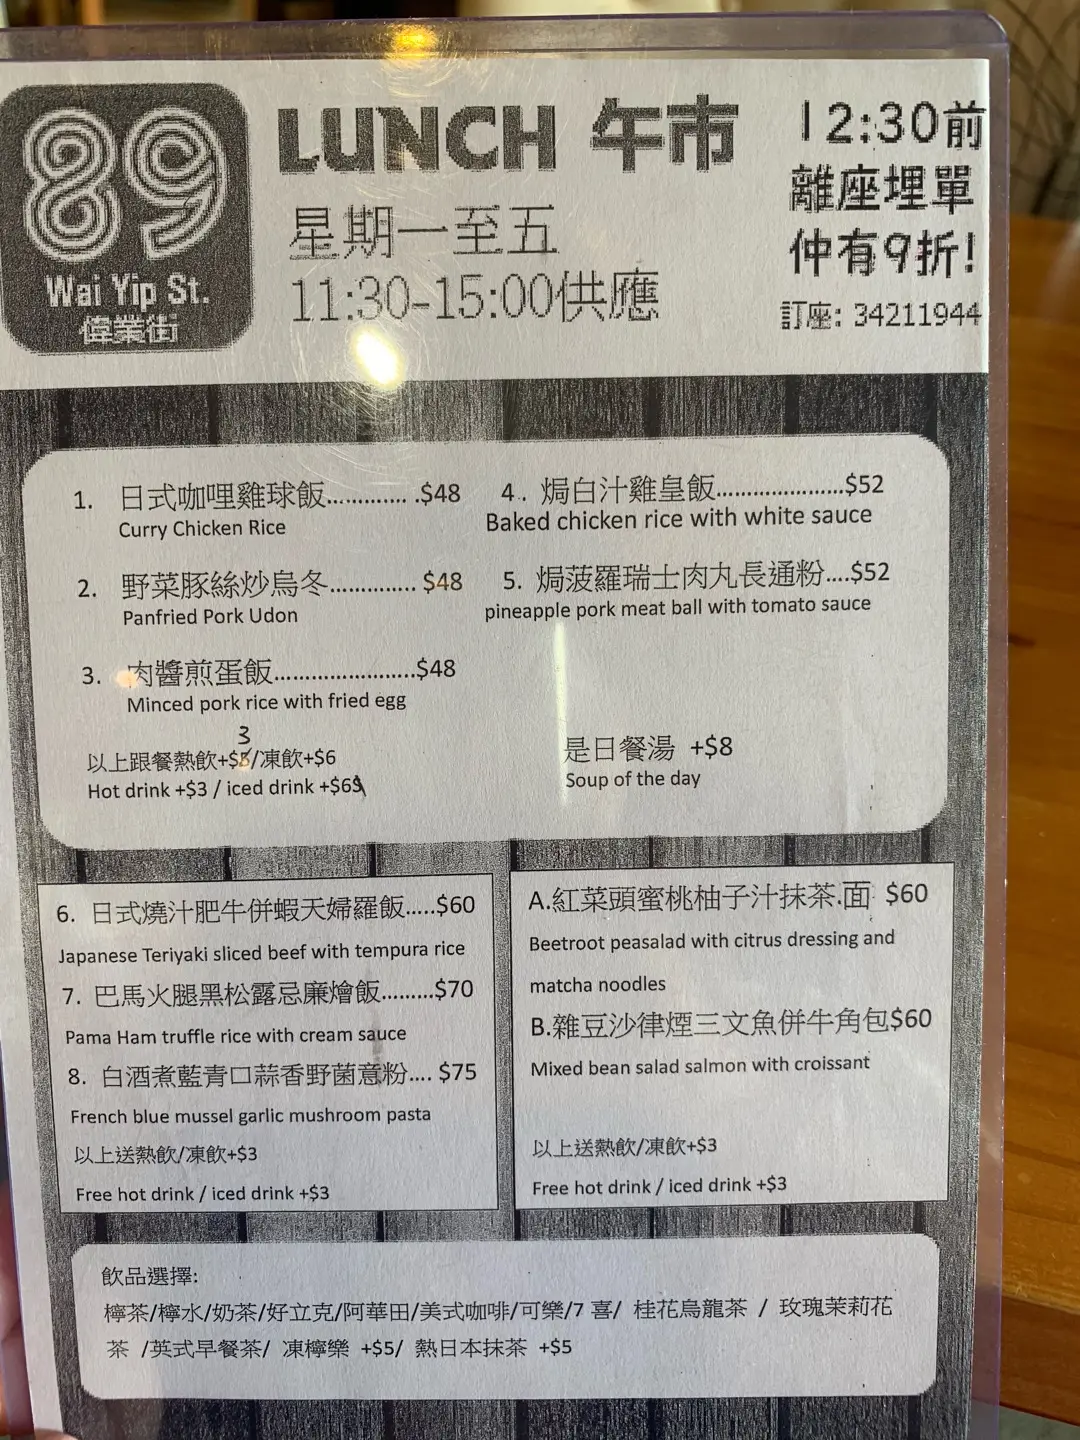 89
Wai Yip St.
偉業街
LUNCH 午市
星期一至五
11:30-15:00供應
12:30前
離座埋單
仲有9折!
訂座: 34211944
1. 日式咖哩雞球飯............ .$48
Curry Chicken Rice
2. 野菜豚絲炒烏冬............. $48
Panfried Pork Udon
3. 肉醬煎蛋飯.......................$48
Minced pork rice with fried egg
3
以上跟餐熱飲+$5/凍飲+$6
Hot drink +$3 / iced drink +$6
4. 焗白汁雞皇飯.....................$52
Baked chicken rice with white sauce
5. 焗菠蘿瑞士肉丸長通粉....$52
pineapple pork meat ball with tomato sauce
是日餐湯 +$8
Soup of the day
6. 日式燒汁肥牛併蝦天婦羅飯.....$60
Japanese Teriyaki sliced beef with tempura rice
7. 巴馬火腿黑松露忌廉燴飯.........$70
Pama Ham truffle rice with cream sauce
8. 白酒煮藍青口蒜香野菌意粉.... $75
French blue mussel garlic mushroom pasta
以上送熱飲/凍飲+$3
Free hot drink / iced drink +$3
A.紅菜頭蜜桃柚子汁抹茶.面 $60
Beetroot peasalad with citrus dressing and
matcha noodles
B.雜豆沙律煙三文魚併牛角包$60
Mixed bean salad salmon with croissant
以上送熱飲/凍飲+$3
Free hot drink / iced drink +$3
飲品選擇:
檸茶/檸水/奶茶/好立克/阿華田/美式咖啡/可樂/7 喜/ 桂花烏龍茶 / 玫瑰茉莉花
茶 /英式早餐茶/ 凍檸樂 +$5/ 熱日本抹茶 +$5